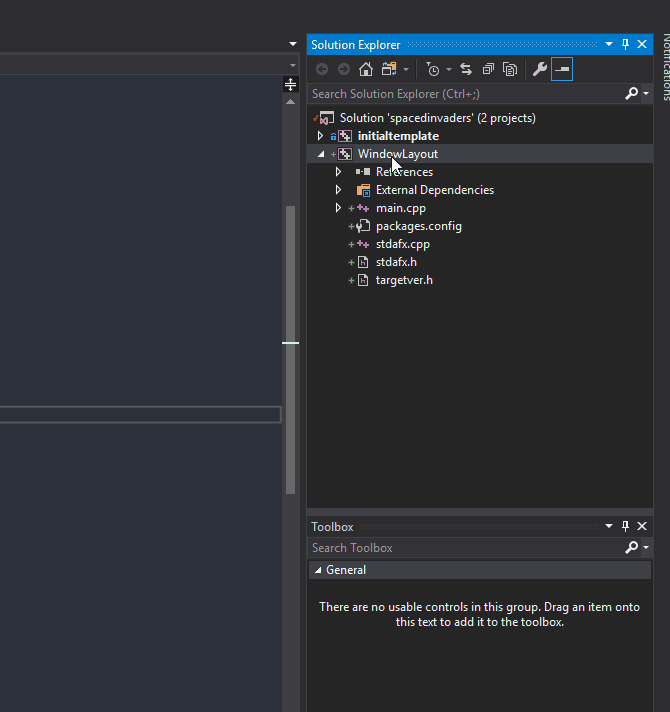 Solution Explorer
Notifications
Search Solution Explorer (Ctrl+;)
Solution 'spacedinvaders' (2 projects)
initialtemplate
WindowLayout
References
External Dependencies
main.cpp
packages.config
stdafx.cpp
stdafx.h
targetver.h
Toolbox
Search Toolbox
General
There are no usable controls in this group. Drag an item onto
this text to add it to the toolbox.